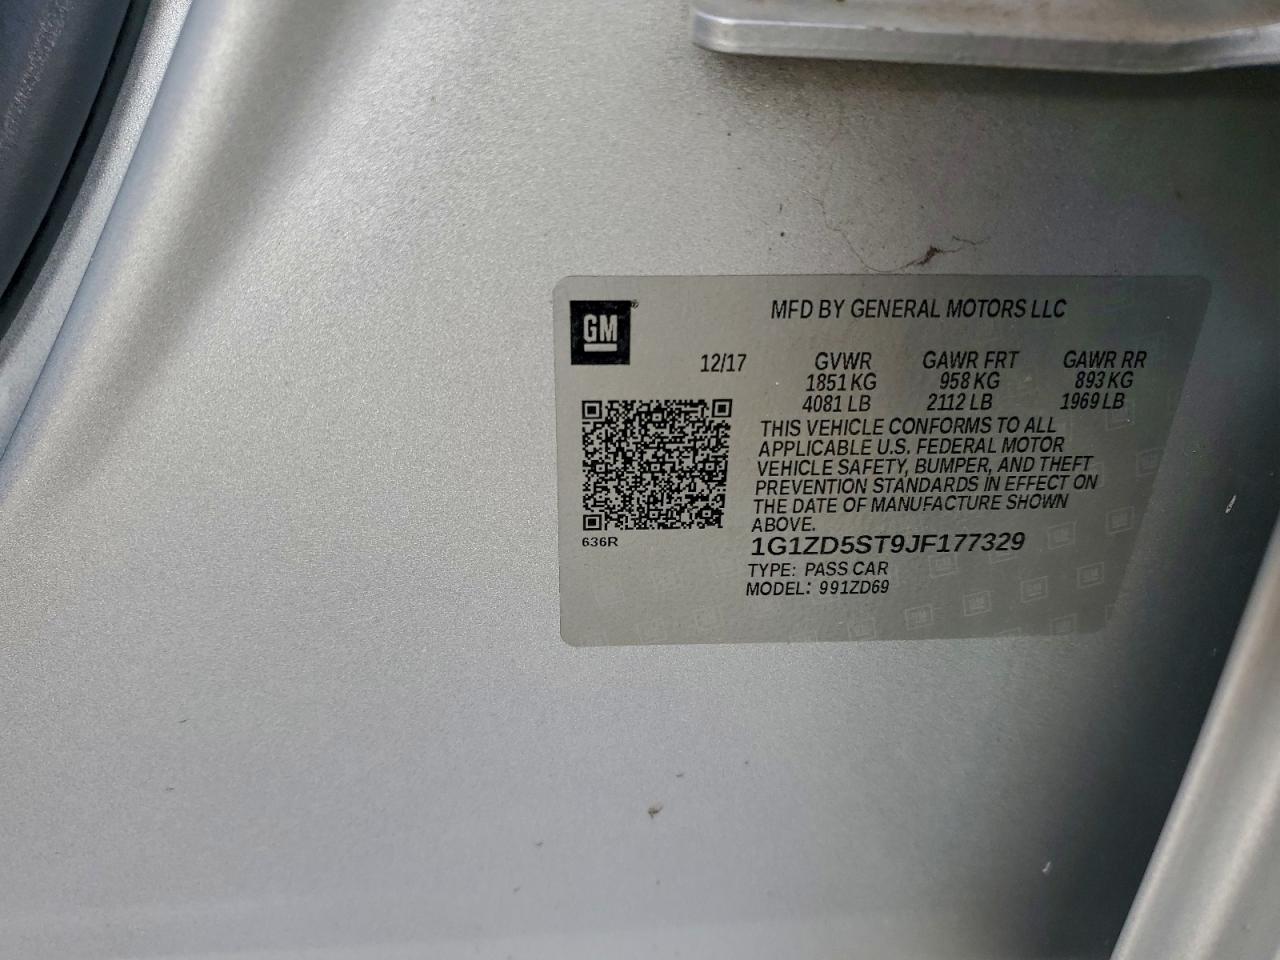 GM®
MFD BY GENERAL MOTORS LLC
12/17 GVWR GAWR FRT GAWR RR
1851 KG 958 KG 893 KG
4081 LB 2112 LB 1969 LB
THIS VEHICLE CONFORMS TO ALL
APPLICABLE U.S. FEDERAL MOTOR
VEHICLE SAFETY, BUMPER, AND THEFT
PREVENTION STANDARDS IN EFFECT ON
THE DATE OF MANUFACTURE SHOWN
ABOVE.
636R
1G1ZD5ST9JF177329
TYPE: PASS CAR
MODEL: 991ZD69